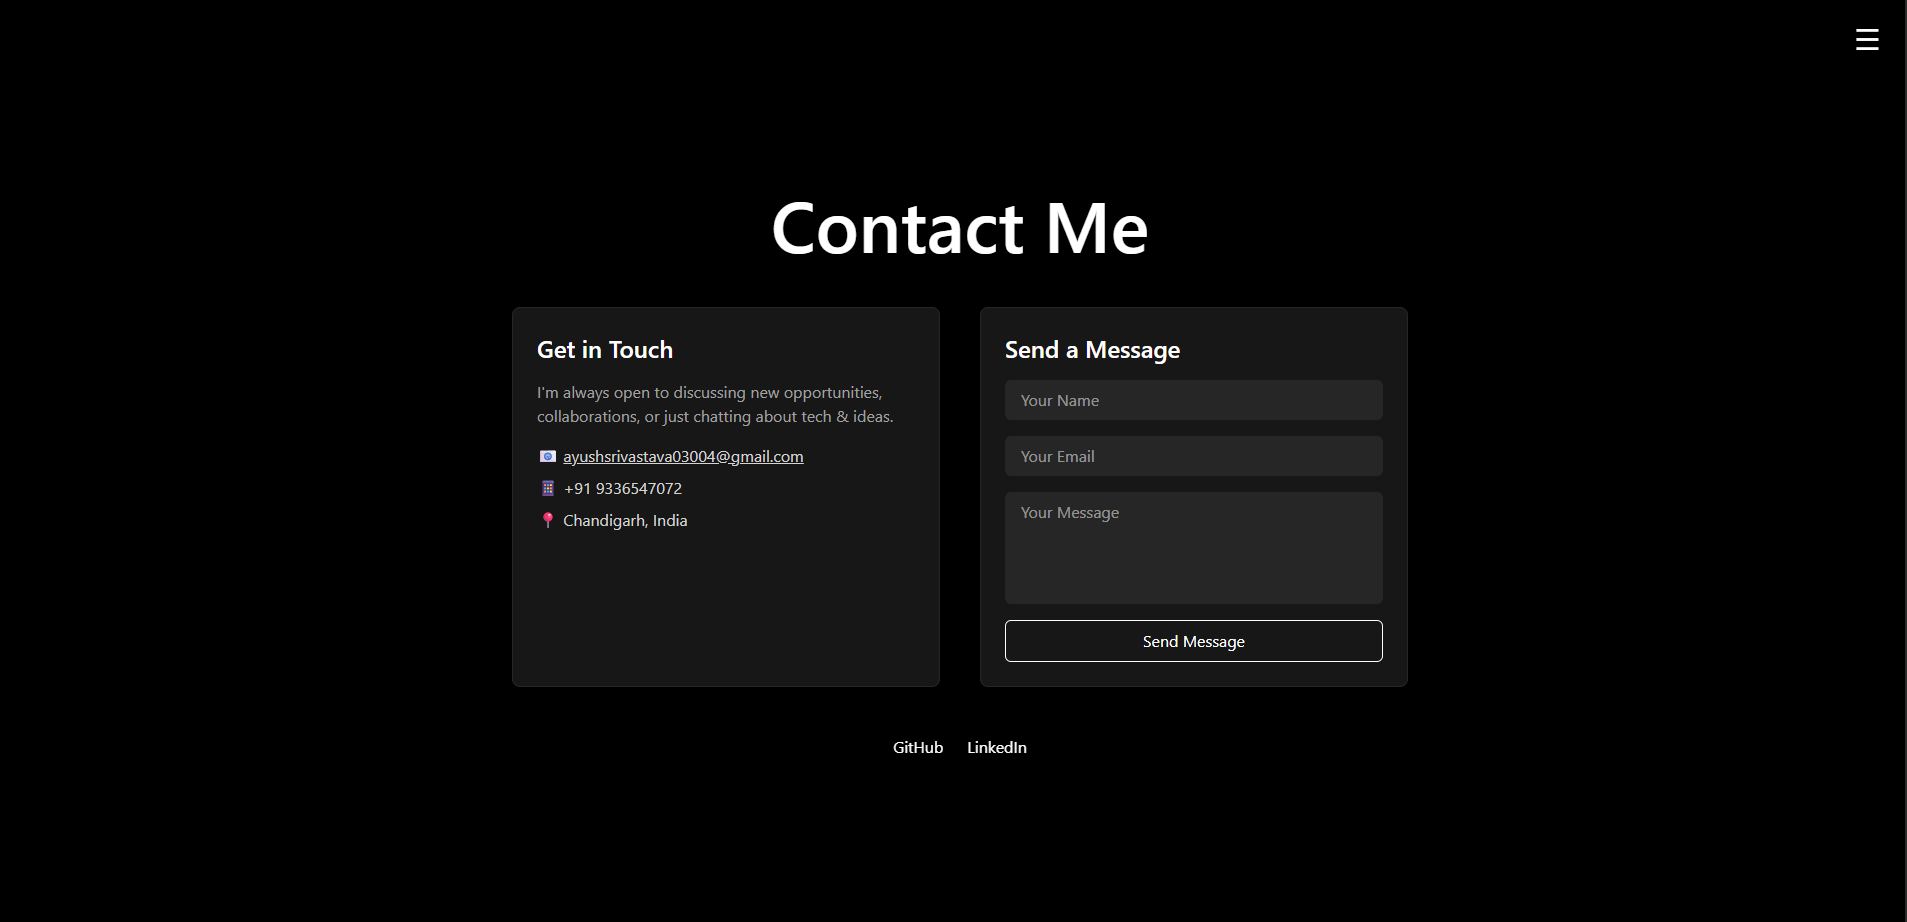 Contact Me
Get in Touch
I'm always open to discussing new opportunities,
collaborations, or just chatting about tech & ideas.
ayushsrivastava03004@gmail.com
+91 9336547072
Chandigarh, India
Send a Message
Your Name
Your Email
Your Message
Send Message
GitHub LinkedIn